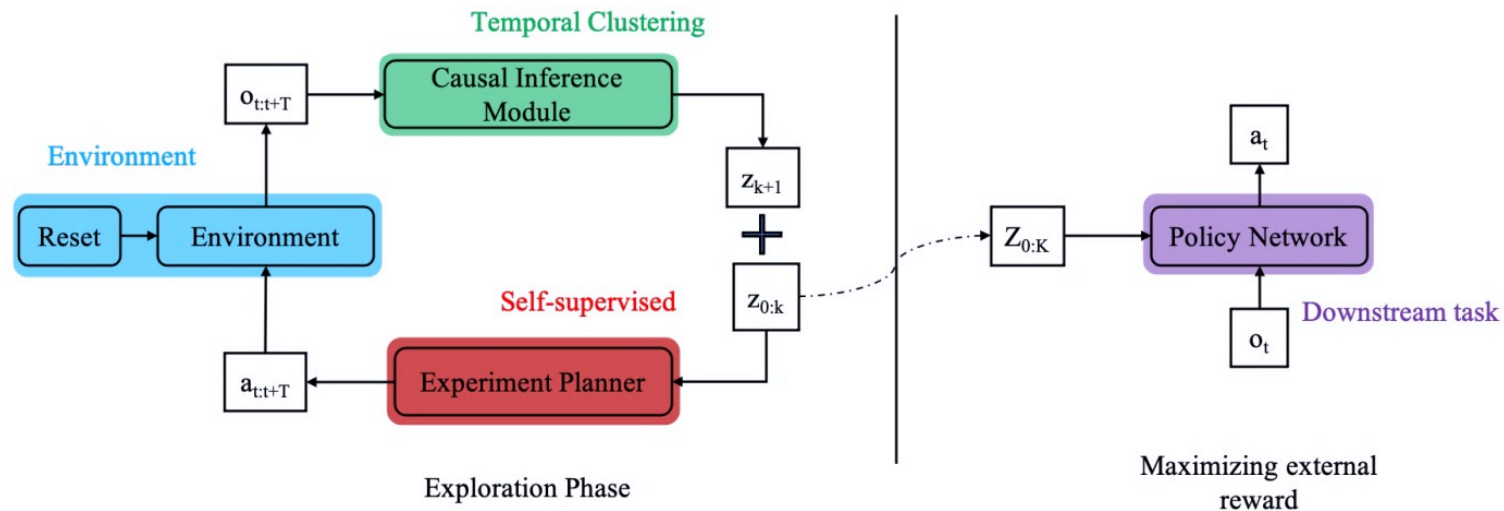 Temporal Clustering
o_{t:t+T}
Causal Inference
Module
Environment
z_{k+1}
Reset
Environment
+
z_{0:k}
Self-supervised
a_{t:t+T}
Experiment Planner
Exploration Phase
a_t
Z_{0:K}
Policy Network
Downstream task
o_t
Maximizing external
reward